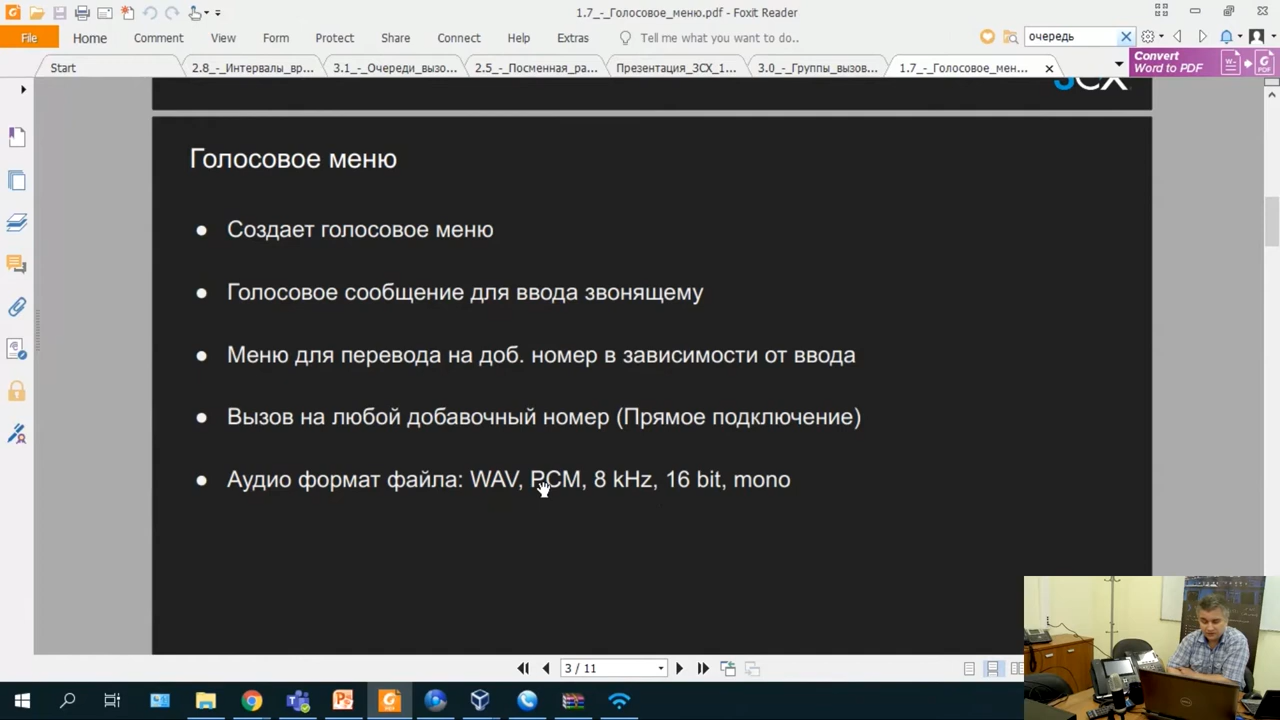 1.7_-_Голосовое_меню.pdf - Foxit Reader
File Home Comment View Form Protect Share Connect Help Extras Tell me what you want to do.. очередь
Start 2.8_-_Интервалы_вр... 3.1_-_Очереди_вызо... 2.5_-_Постоянная_ра... Презентация_3CX_1... 3.0_-_Группы_вызов... 1.7_-_Голосовое_мен... Convert Word to PDF
3CX
Голосовое меню
● Создает голосовое меню
● Голосовое сообщение для ввода звонящему
● Меню для перевода на доб. номер в зависимости от ввода
● Вызов на любой добавочный номер (Прямое подключение)
● Аудио формат файла: WAV, PCM, 8 kHz, 16 bit, mono
3 / 11